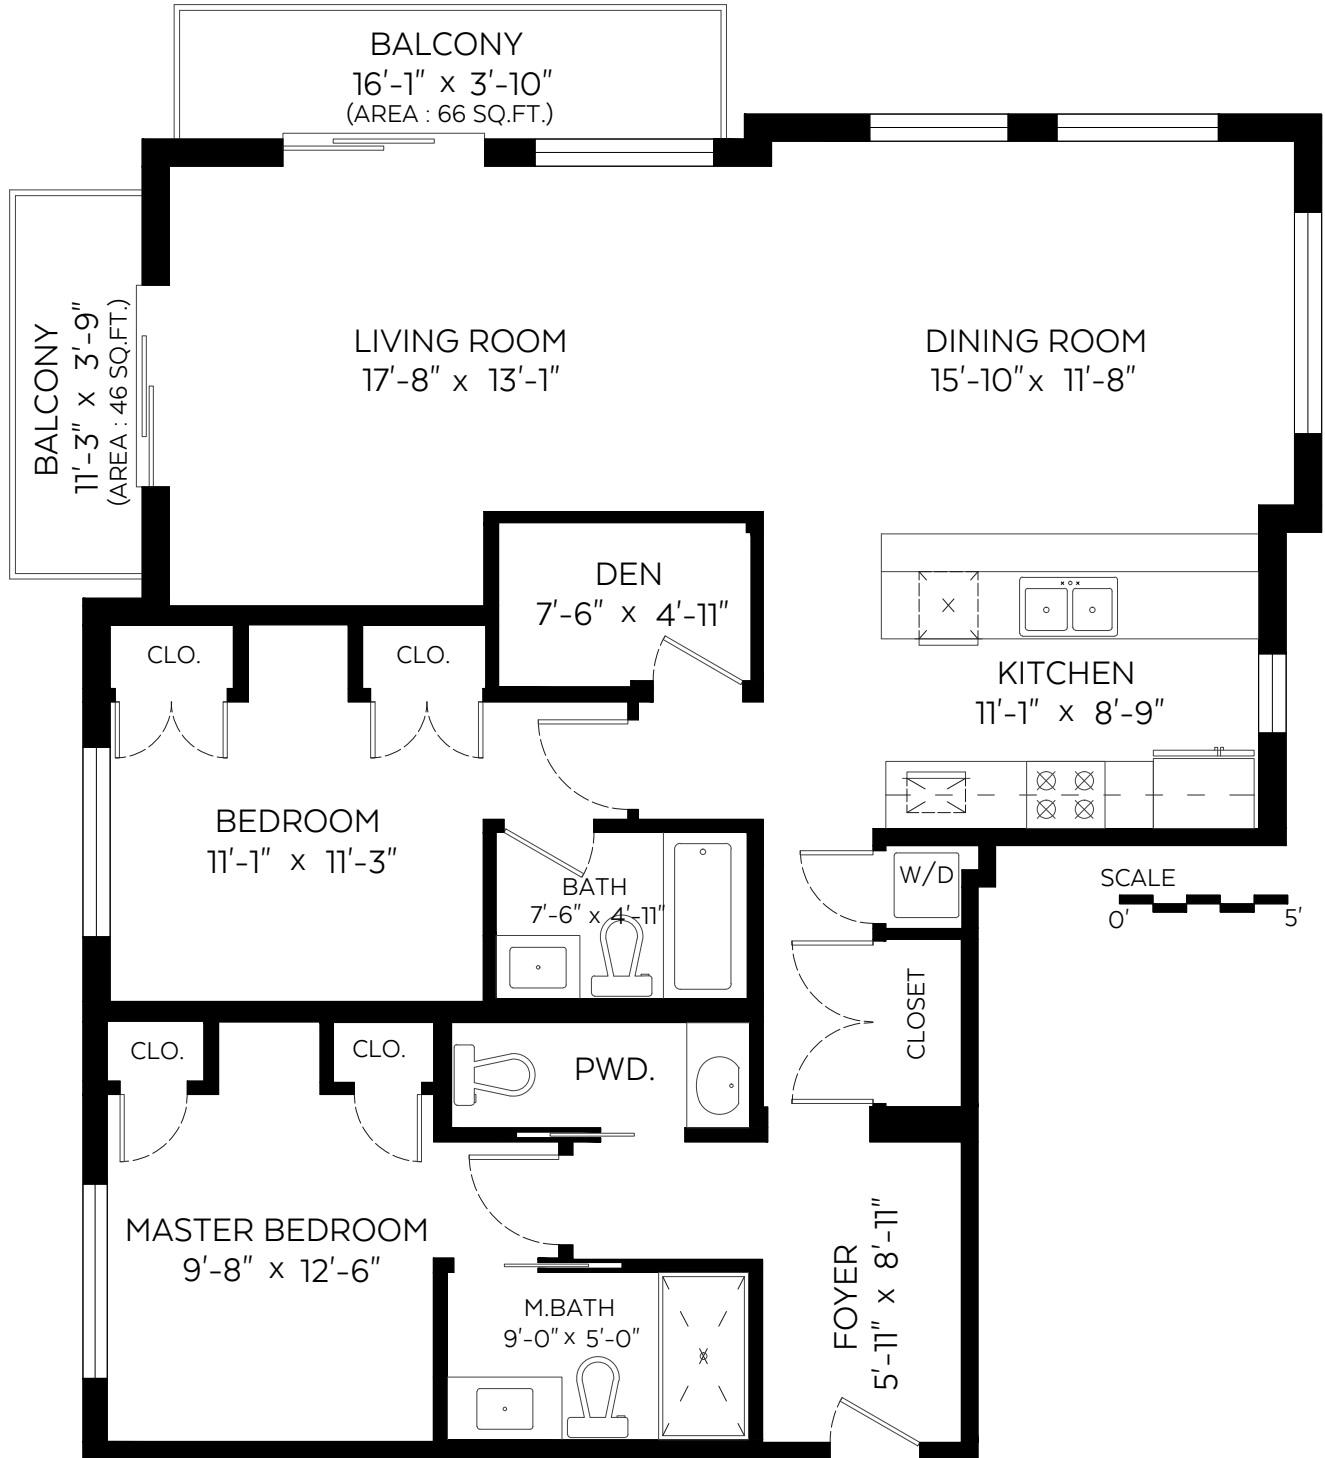 BALCONY
16'-1" x 3'-10"
(AREA : 66 SQ.FT.)
BALCONY
11'-3" x 3'-9"
(AREA : 46 SQ.FT.)
LIVING ROOM
17'-8" x 13'-1"
DINING ROOM
15'-10" x 11'-8"
DEN
7'-6" x 4'-11"
CLO.
CLO.
KITCHEN
11'-1" x 8'-9"
BEDROOM
11'-1" x 11'-3"
BATH
7'-6" x 4'-11"
W/D
SCALE
0' 5'
CLOSET
CLO.
CLO.
PWD.
MASTER BEDROOM
9'-8" x 12'-6"
M.BATH
9'-0" x 5'-0"
FOYER
5'-11" x 8'-11"